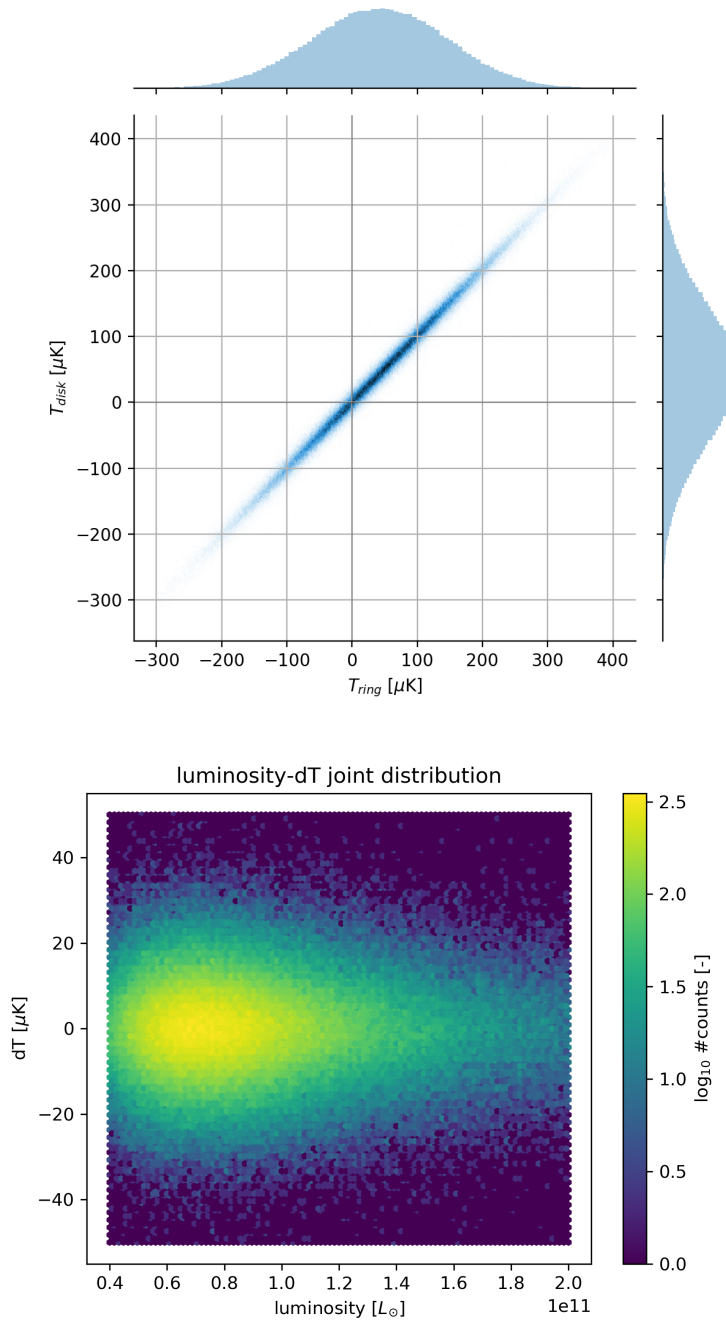 400
300
200
100
0
−100
−200
−300
T_disk [μK]
−300 −200 −100 0 100 200 300 400
T_ring [μK]
luminosity-dT joint distribution
40
20
0
−20
−40
dT [μK]
0.4 0.6 0.8 1.0 1.2 1.4 1.6 1.8 2.0
1e11
luminosity [L_⊙]
2.5
2.0
1.5
1.0
0.5
0.0
log₁₀ #counts [-]